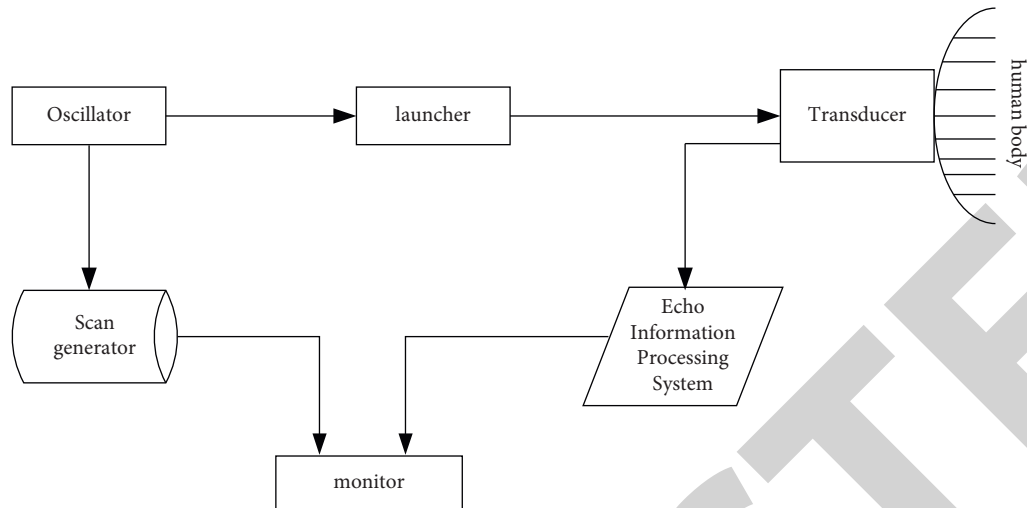 Oscillator
launcher
Transducer
human body
Scan
generator
Echo
Information
Processing
System
monitor